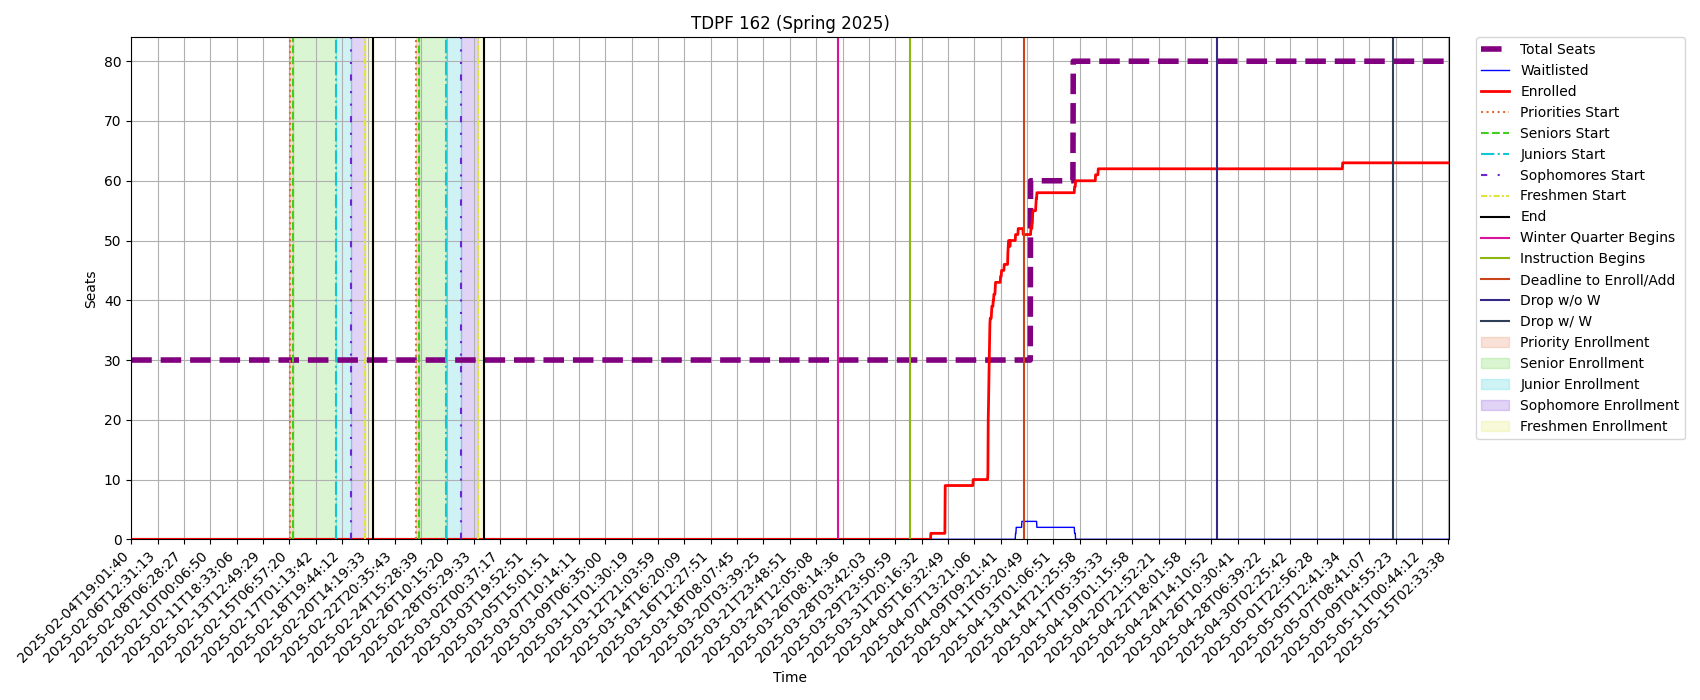 TDPF 162 (Spring 2025)
Seats
80
70
60
50
40
30
20
10
0
2025-02-04T19:01:40
2025-02-06T12:31:13
2025-02-08T06:28:27
2025-02-10T00:06:50
2025-02-11T18:33:06
2025-02-13T12:49:29
2025-02-15T06:57:20
2025-02-17T01:13:42
2025-02-18T19:44:12
2025-02-20T14:19:33
2025-02-22T20:35:43
2025-02-24T15:28:39
2025-02-26T10:15:20
2025-02-28T05:29:33
2025-03-02T00:37:17
2025-03-03T19:52:51
2025-03-05T15:01:51
2025-03-07T10:14:11
2025-03-09T06:35:00
2025-03-11T01:30:19
2025-03-12T21:03:59
2025-03-14T16:20:09
2025-03-16T12:27:51
2025-03-18T08:07:45
2025-03-20T03:39:25
2025-03-21T23:48:51
2025-03-24T12:05:08
2025-03-26T08:14:36
2025-03-28T03:42:03
2025-03-29T23:50:59
2025-03-31T20:16:32
2025-04-05T16:32:49
2025-04-07T13:21:06
2025-04-09T09:21:41
2025-04-11T05:20:49
2025-04-13T01:06:51
2025-04-14T21:25:58
2025-04-17T05:35:33
2025-04-19T01:15:58
2025-04-20T21:52:21
2025-04-22T18:01:58
2025-04-24T14:10:52
2025-04-26T10:30:41
2025-04-28T06:39:22
2025-04-30T02:25:42
2025-05-01T22:56:28
2025-05-05T12:41:34
2025-05-07T08:41:07
2025-05-09T04:55:23
2025-05-11T00:44:12
2025-05-15T02:33:38
Time
Total Seats
Waitlisted
Enrolled
Priorities Start
Seniors Start
Juniors Start
Sophomores Start
Freshmen Start
End
Winter Quarter Begins
Instruction Begins
Deadline to Enroll/Add
Drop w/o W
Drop w/ W
Priority Enrollment
Senior Enrollment
Junior Enrollment
Sophomore Enrollment
Freshmen Enrollment